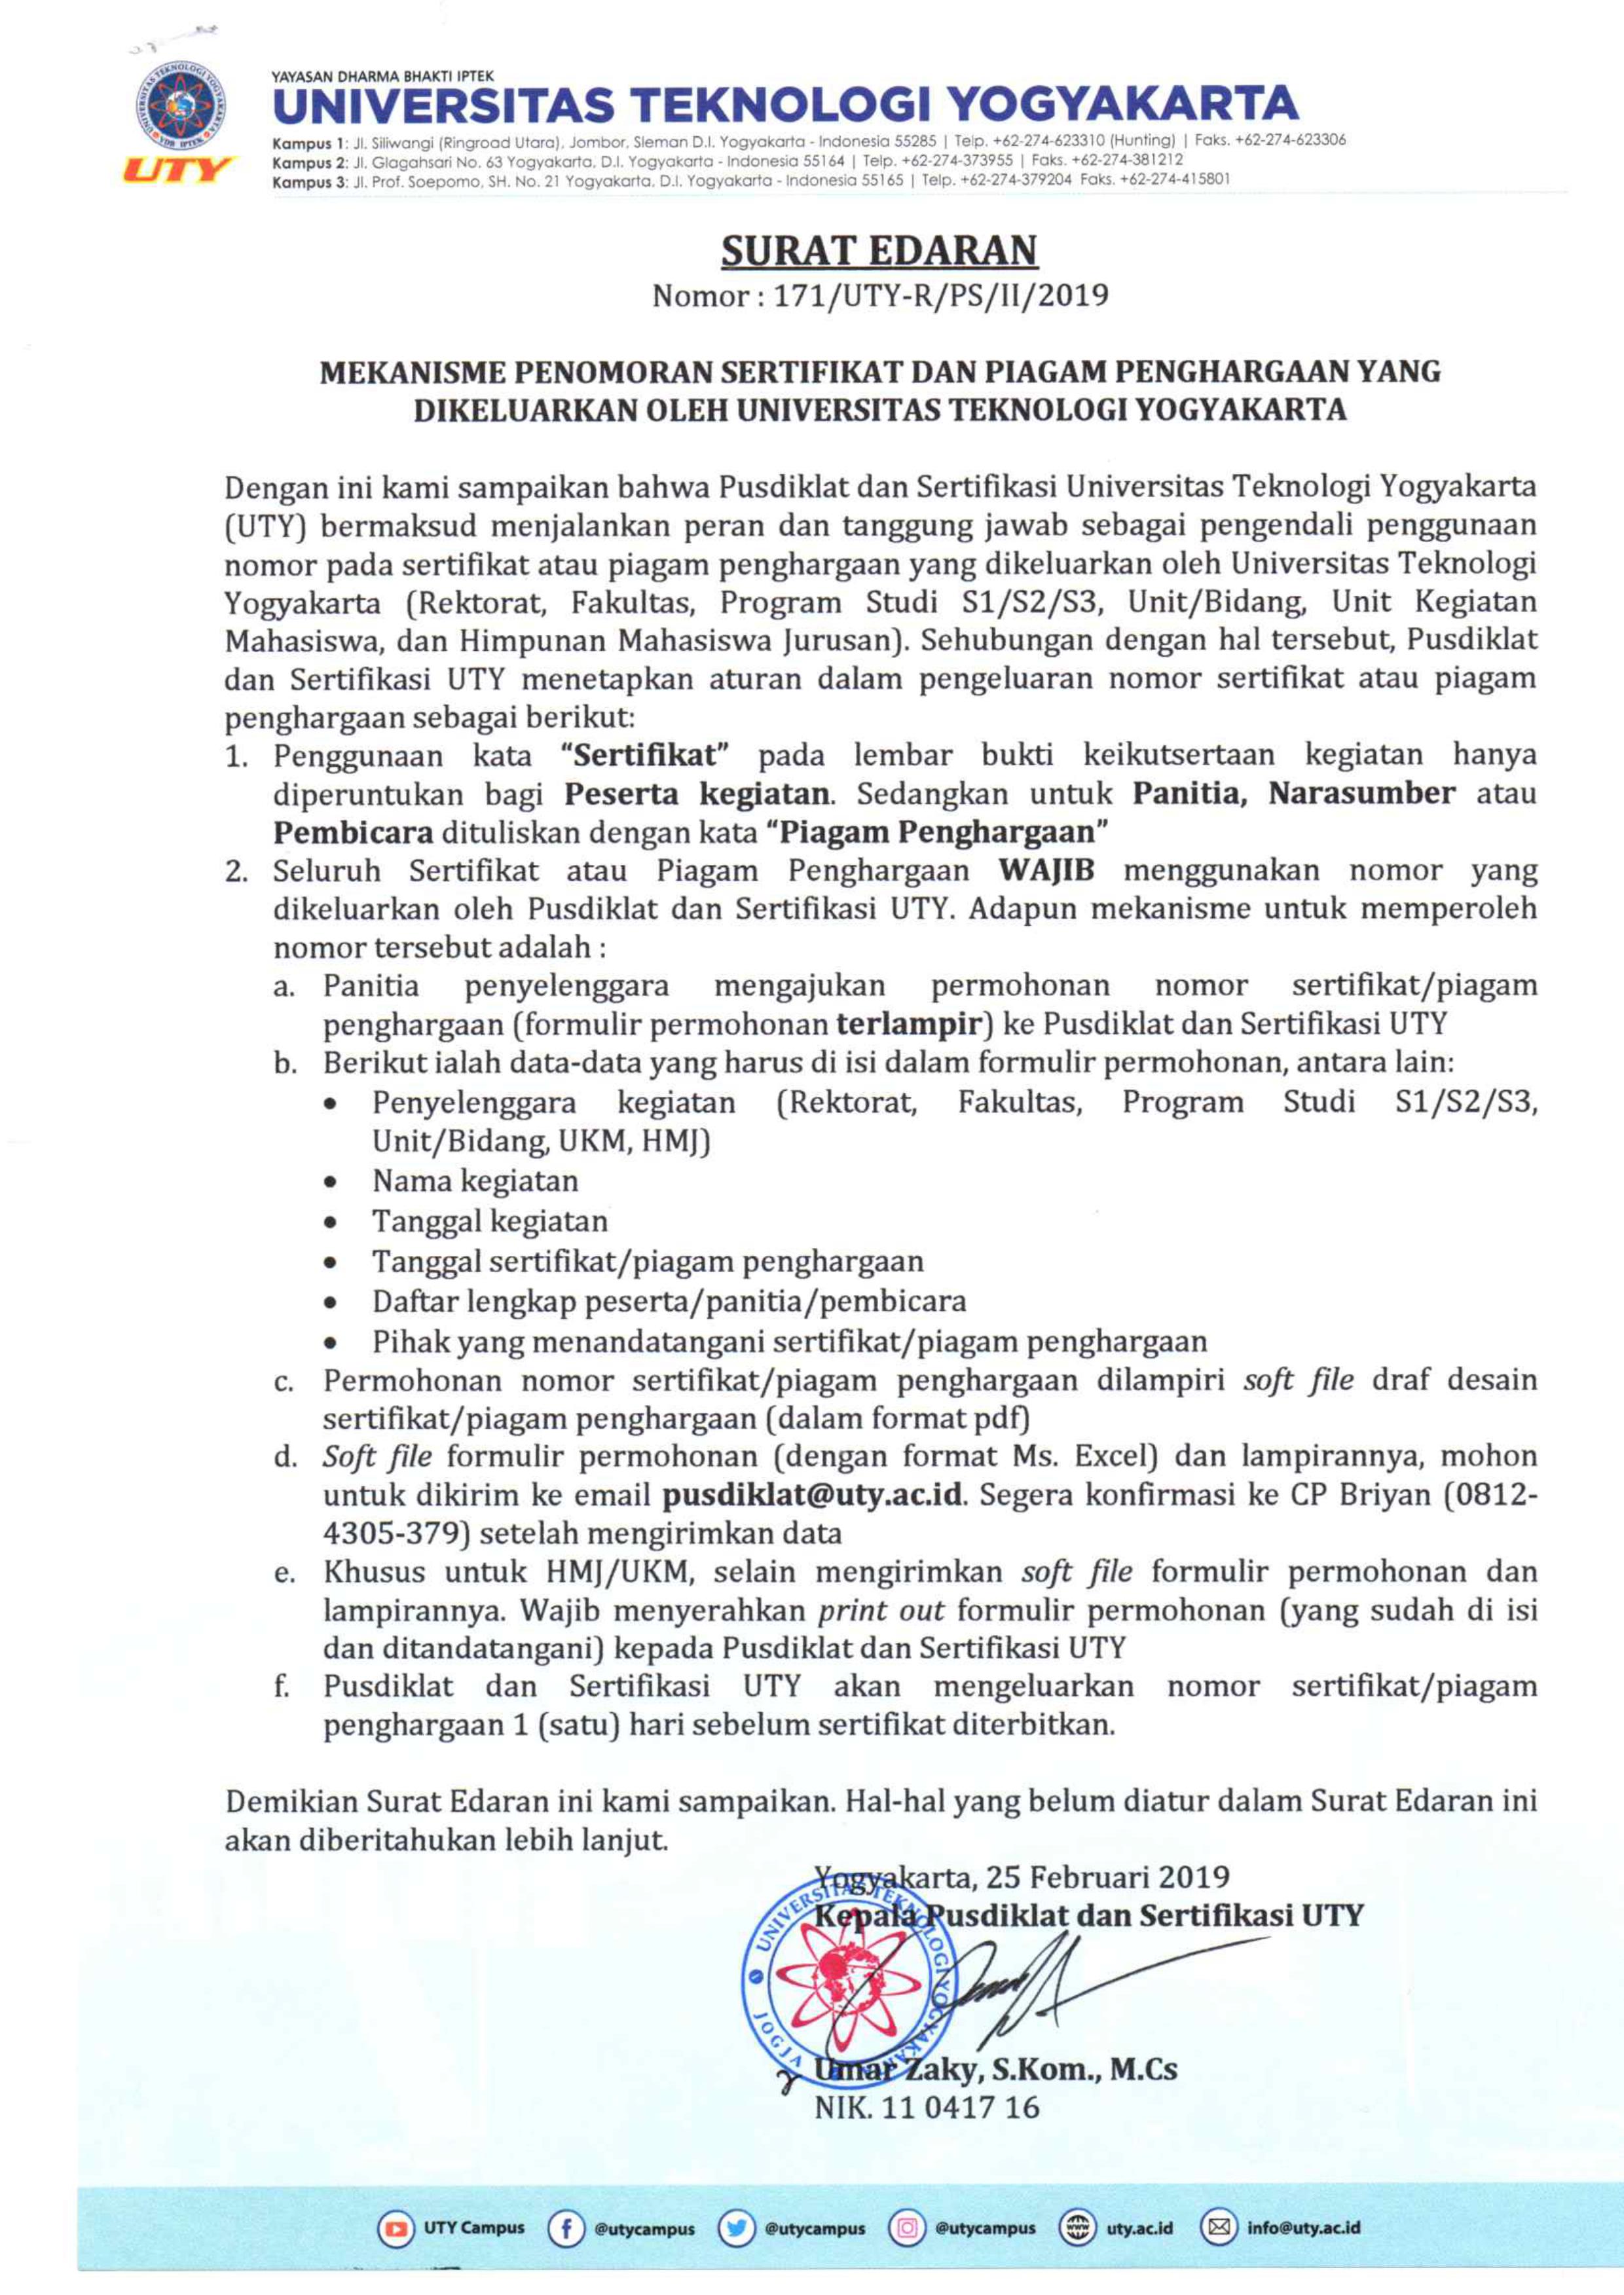 YAYASAN DHARMA BHAKTI IPTEK
UNIVERSITAS TEKNOLOGI YOGYAKARTA
Kampus 1: Jl. Siliwangi (Ringroad Utara), Jombor, Sleman D.I. Yogyakarta - Indonesia 55285 | Telp. +62-274-623310 (Hunting) | Faks. +62-274-623306
Kampus 2: Jl. Glagahsari No. 63 Yogyakarta, D.I. Yogyakarta - Indonesia 55164 | Telp. +62-274-373955 | Faks. +62-274-381212
Kampus 3: Jl. Prof. Soepomo, SH. No. 21 Yogyakarta, D.I. Yogyakarta - Indonesia 55165 | Telp. +62-274-379204 Faks. +62-274-415801
UNIVERSITAS TEKNOLOGI YOGYAKARTA
YDB IPTEK
UTY
SURAT EDARAN
Nomor : 171/UTY-R/PS/II/2019
MEKANISME PENOMORAN SERTIFIKAT DAN PIAGAM PENGHARGAAN YANG
DIKELUARKAN OLEH UNIVERSITAS TEKNOLOGI YOGYAKARTA
Dengan ini kami sampaikan bahwa Pusdiklat dan Sertifikasi Universitas Teknologi Yogyakarta
(UTY) bermaksud menjalankan peran dan tanggung jawab sebagai pengendali penggunaan
nomor pada sertifikat atau piagam penghargaan yang dikeluarkan oleh Universitas Teknologi
Yogyakarta (Rektorat, Fakultas, Program Studi S1/S2/S3, Unit/Bidang, Unit Kegiatan
Mahasiswa, dan Himpunan Mahasiswa Jurusan). Sehubungan dengan hal tersebut, Pusdiklat
dan Sertifikasi UTY menetapkan aturan dalam pengeluaran nomor sertifikat atau piagam
penghargaan sebagai berikut:
1. Penggunaan kata “Sertifikat” pada lembar bukti keikutsertaan kegiatan hanya
diperuntukan bagi Peserta kegiatan. Sedangkan untuk Panitia, Narasumber atau
Pembicara dituliskan dengan kata “Piagam Penghargaan”
2. Seluruh Sertifikat atau Piagam Penghargaan WAJIB menggunakan nomor yang
dikeluarkan oleh Pusdiklat dan Sertifikasi UTY. Adapun mekanisme untuk memperoleh
nomor tersebut adalah :
a. Panitia penyelenggara mengajukan permohonan nomor sertifikat/piagam
penghargaan (formulir permohonan terlampir) ke Pusdiklat dan Sertifikasi UTY
b. Berikut ialah data-data yang harus di isi dalam formulir permohonan, antara lain:
• Penyelenggara kegiatan (Rektorat, Fakultas, Program Studi S1/S2/S3,
Unit/Bidang, UKM, HMJ)
• Nama kegiatan
• Tanggal kegiatan
• Tanggal sertifikat/piagam penghargaan
• Daftar lengkap peserta/panitia/pembicara
• Pihak yang menandatangani sertifikat/piagam penghargaan
c. Permohonan nomor sertifikat/piagam penghargaan dilampiri soft file draf desain
sertifikat/piagam penghargaan (dalam format pdf)
d. Soft file formulir permohonan (dengan format Ms. Excel) dan lampirannya, mohon
untuk dikirim ke email pusdiklat@uty.ac.id. Segera konfirmasi ke CP Briyan (0812-
4305-379) setelah mengirimkan data
e. Khusus untuk HMJ/UKM, selain mengirimkan soft file formulir permohonan dan
lampirannya. Wajib menyerahkan print out formulir permohonan (yang sudah di isi
dan ditandatangani) kepada Pusdiklat dan Sertifikasi UTY
f. Pusdiklat dan Sertifikasi UTY akan mengeluarkan nomor sertifikat/piagam
penghargaan 1 (satu) hari sebelum sertifikat diterbitkan.
Demikian Surat Edaran ini kami sampaikan. Hal-hal yang belum diatur dalam Surat Edaran ini
akan diberitahukan lebih lanjut.
Yogyakarta, 25 Februari 2019
Kepala Pusdiklat dan Sertifikasi UTY
UNIVERSITAS TEKNOLOGI YOGYAKARTA
JOGJA
Umar Zaky, S.Kom., M.Cs
NIK. 11 0417 16
UTY Campus @utycampus @utycampus @utycampus www uty.ac.id info@uty.ac.id